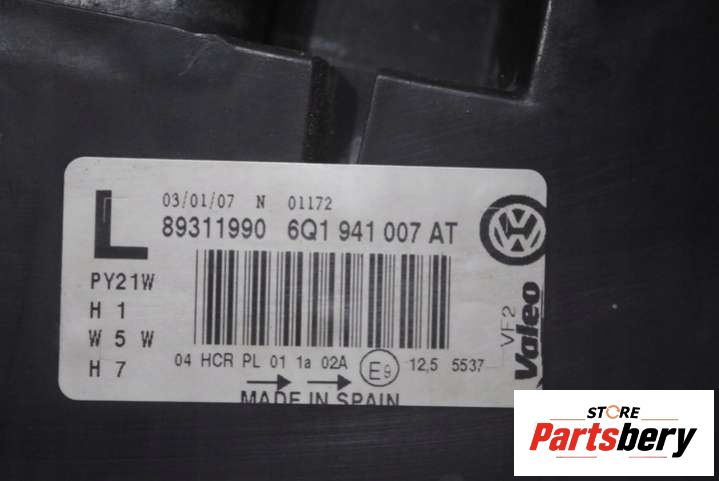 03/01/07 N 01172
L 89311990 6Q1 941 007 AT
PY21W
H 1
W 5 W
H 7
04 HCR PL 01 1a 02A E9 12,5 5537
MADE IN SPAIN
VF2
Valeo
STORE
Partsbery